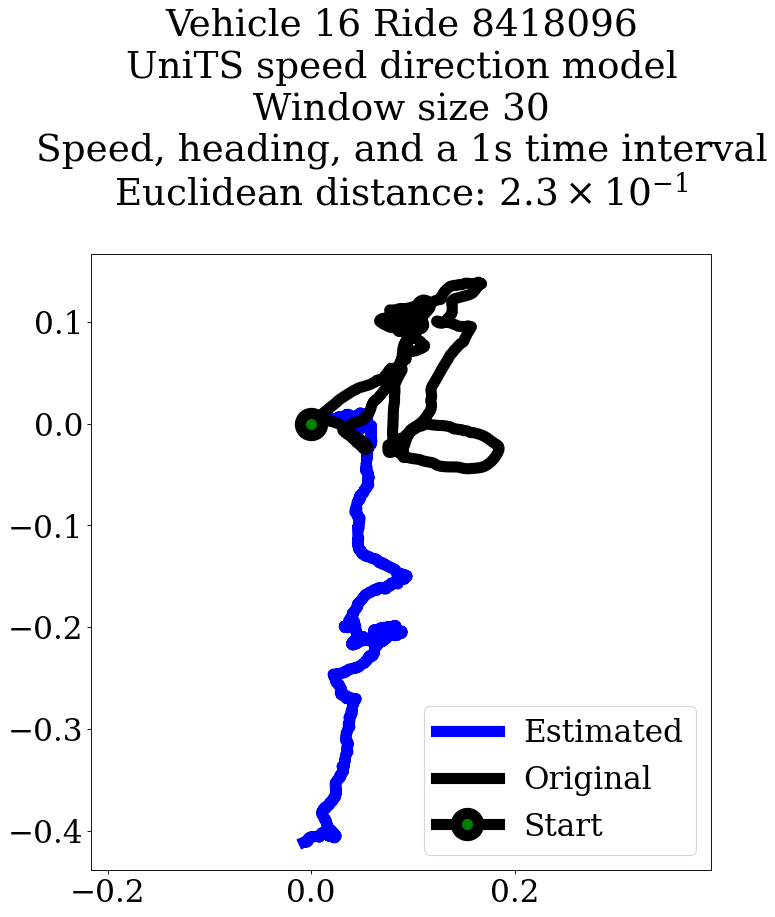 Vehicle 16 Ride 8418096
UniTS speed direction model
Window size 30
Speed, heading, and a 1s time interval
Euclidean distance: 2.3 × 10⁻¹
0.1
0.0
−0.1
−0.2
−0.3
−0.4
Estimated
Original
Start
−0.2
0.0
0.2